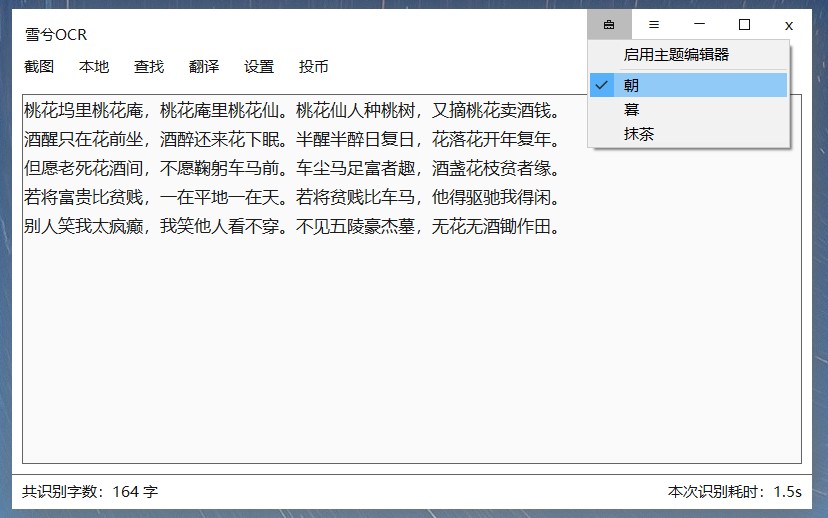 雪兮OCR
截图 本地 查找 翻译 设置 投币
启用主题编辑器
朝
暮
抹茶
桃花坞里桃花庵，桃花庵里桃花仙。桃花仙人种桃树，又摘桃花卖酒钱。
酒醒只在花前坐，酒醉还来花下眠。半醒半醉日复日，花落花开年复年。
但愿老死花酒间，不愿鞠躬车马前。车尘马足富者趣，酒盏花枝贫者缘。
若将富贵比贫贱，一在平地一在天。若将贫贱比车马，他得驱驰我得闲。
别人笑我太疯癫，我笑他人看不穿。不见五陵豪杰墓，无花无酒锄作田。
共识别字数：164 字
本次识别耗时：1.5s